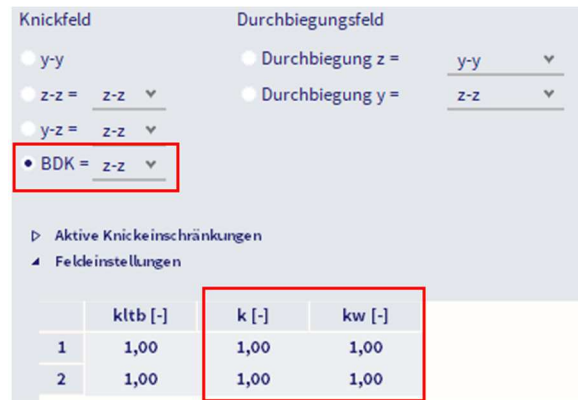 Knickfeld Durchbiegungsfeld
y-y Durchbiegung z = y-y
z-z = z-z Durchbiegung y = z-z
y-z = z-z
BDK = z-z
Aktive Knickeinschränkungen
Feldeinstellungen
kltb [-] k [-] kw [-]
1 1,00 1,00 1,00
2 1,00 1,00 1,00